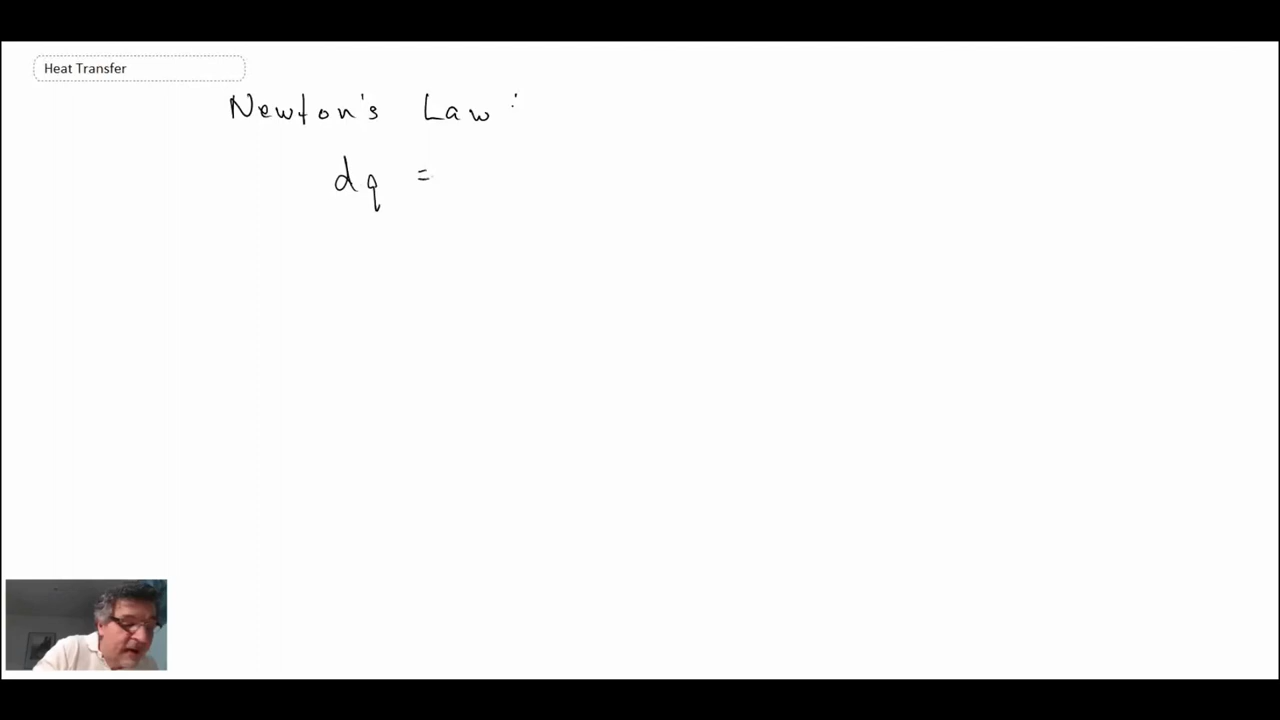 Heat Transfer
Newton's Law :
dq =